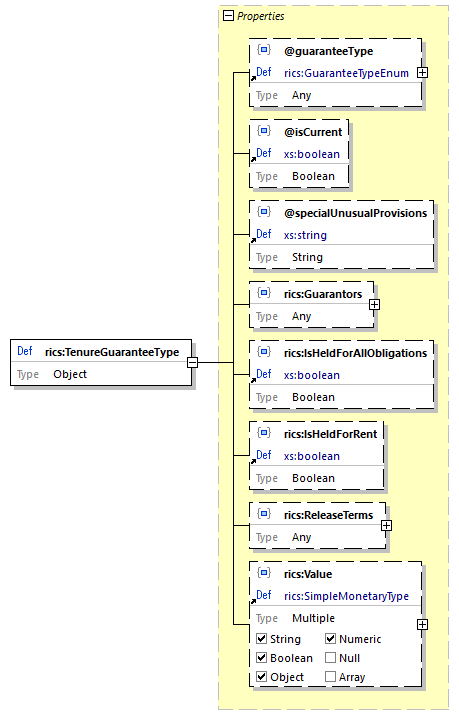 Properties
@guaranteeType
Def rics:GuaranteeTypeEnum
Type Any
@isCurrent
Def xs:boolean
Type Boolean
@specialUnusualProvisions
Def xs:string
Type String
rics:Guarantors
Type Any
Def rics:TenureGuaranteeType
Type Object
rics:IsHeldForAllObligations
Def xs:boolean
Type Boolean
rics:IsHeldForRent
Def xs:boolean
Type Boolean
rics:ReleaseTerms
Type Any
rics:Value
Def rics:SimpleMonetaryType
Type Multiple
String Numeric
Boolean Null
Object Array